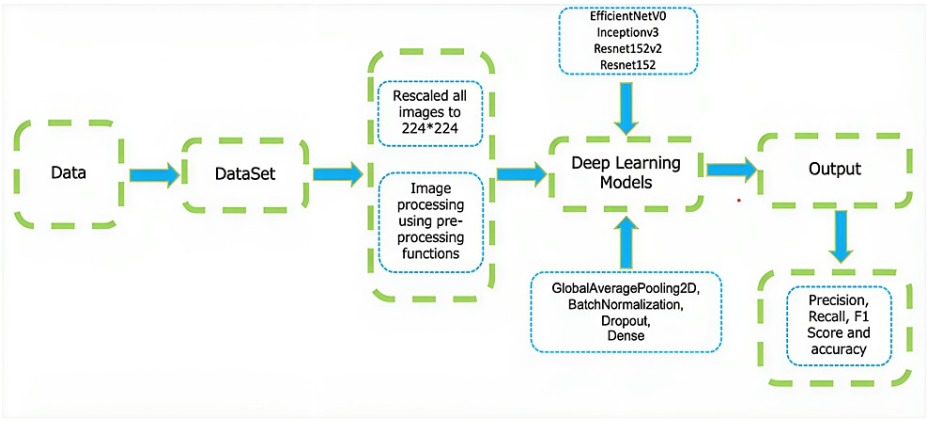 Data
DataSet
Rescaled all
images to
224*224
Image
processing
using pre-
processing
functions
EfficientNetV0
Inceptionv3
Resnet152v2
Resnet152
Deep Learning
Models
GlobalAveragePooling2D,
BatchNormalization,
Dropout,
Dense
Output
Precision,
Recall, F1
Score and
accuracy